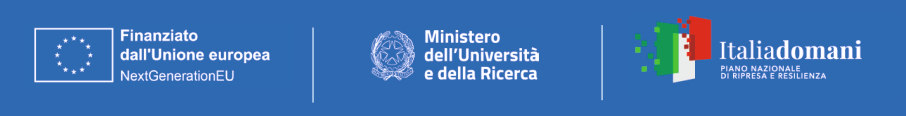 Finanziato
dall'Unione europea
NextGenerationEU
Ministero
dell'Università
e della Ricerca
Italiadomani
PIANO NAZIONALE
DI RIPRESA E RESILIENZA